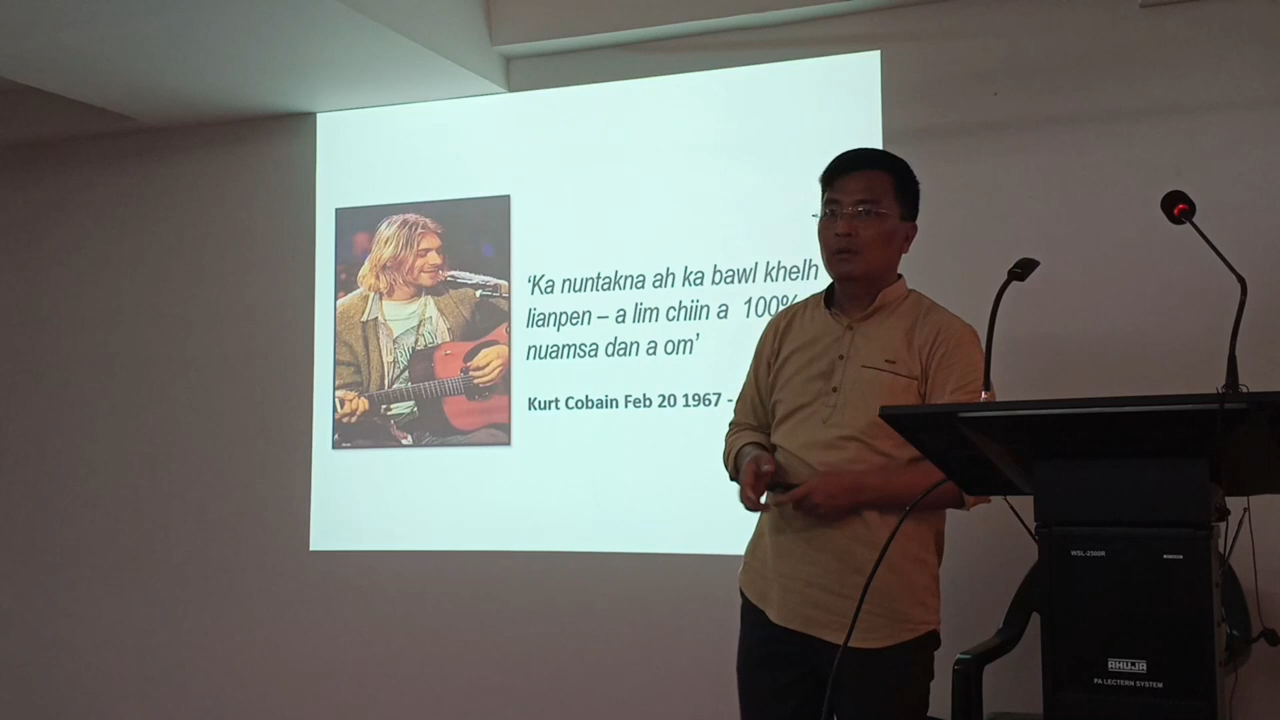 ‘Ka nuntakna ah ka bawl khelh
lianpen – a lim chiin a 100%
nuamsa dan a om’
Kurt Cobain Feb 20 1967 -
WSL-2500R
AHUJA
PA LECTERN SYSTEM